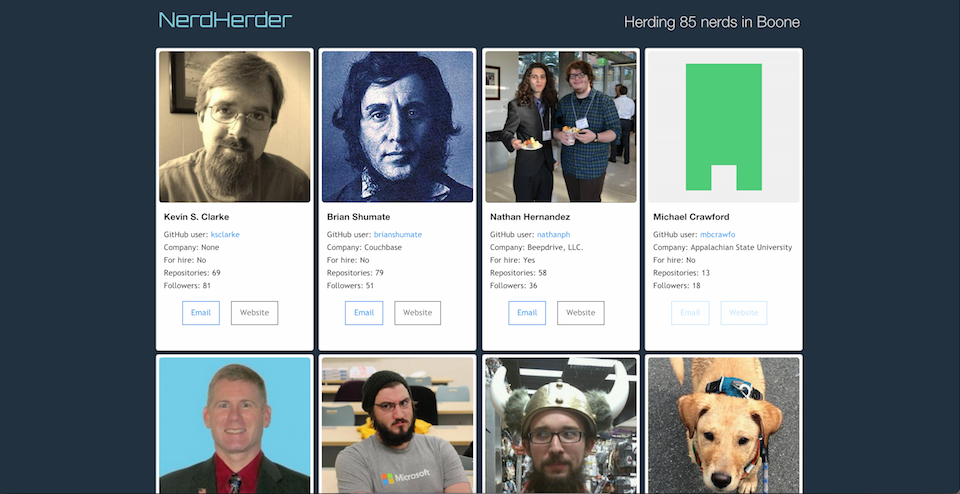 NerdHerder
Herding 85 nerds in Boone
Kevin S. Clarke
GitHub user: ksclarke
Company: None
For hire: No
Repositories: 69
Followers: 81
Email
Website
Brian Shumate
GitHub user: brianshumate
Company: Couchbase
For hire: No
Repositories: 79
Followers: 51
Email
Website
Nathan Hernandez
GitHub user: nathanph
Company: Beepdrive, LLC.
For hire: Yes
Repositories: 58
Followers: 36
Email
Website
Michael Crawford
GitHub user: mbcrawfo
Company: Appalachian State University
For hire: No
Repositories: 13
Followers: 18
Email
Website
Microsoft